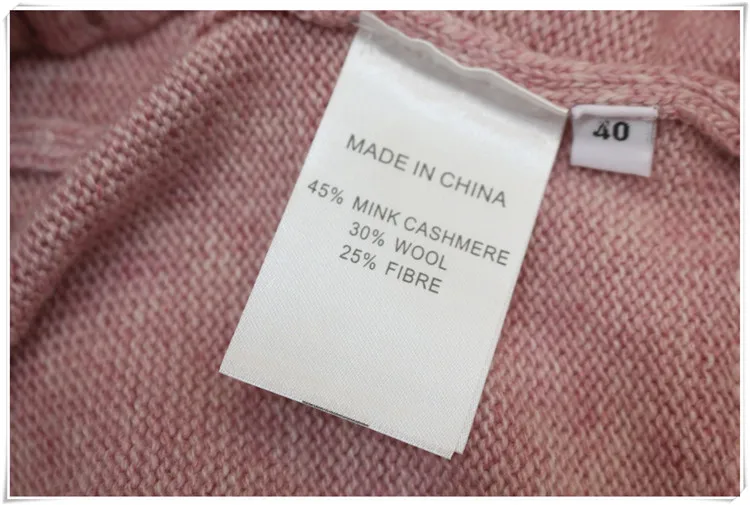 MADE IN CHINA
45% MINK CASHMERE
30% WOOL
25% FIBRE
40